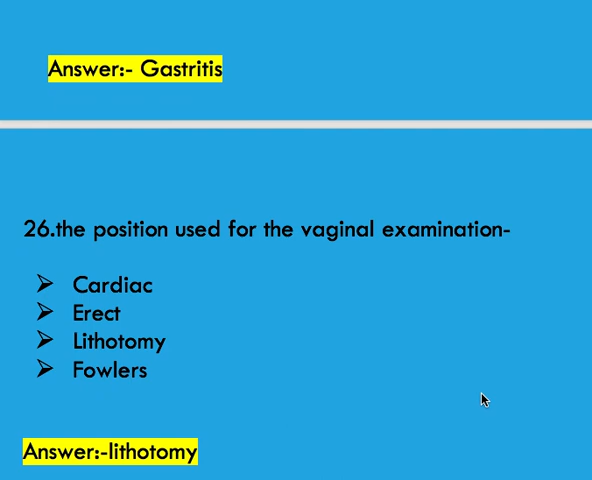 Answer:- Gastritis
26.the position used for the vaginal examination-
➢ Cardiac
➢ Erect
➢ Lithotomy
➢ Fowlers
Answer:-lithotomy